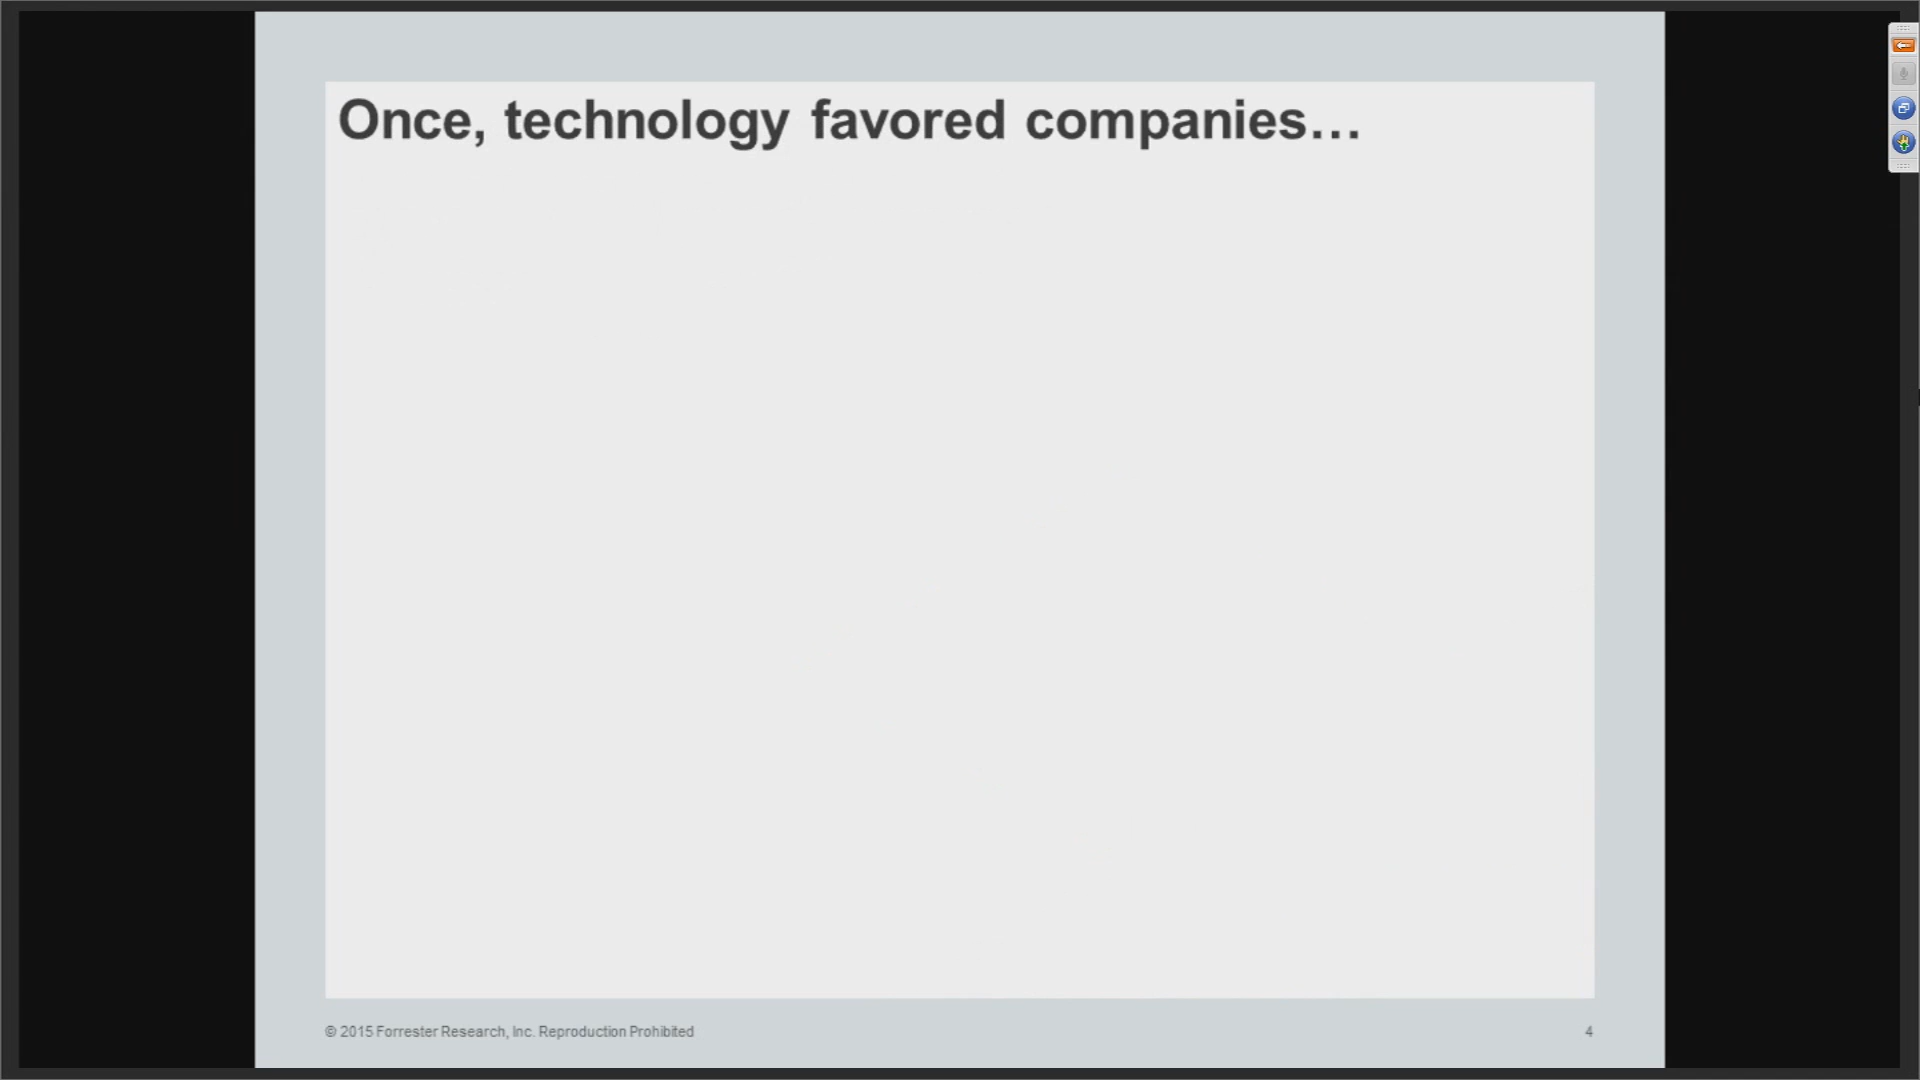 Once, technology favored companies…
© 2015 Forrester Research, Inc. Reproduction Prohibited
4